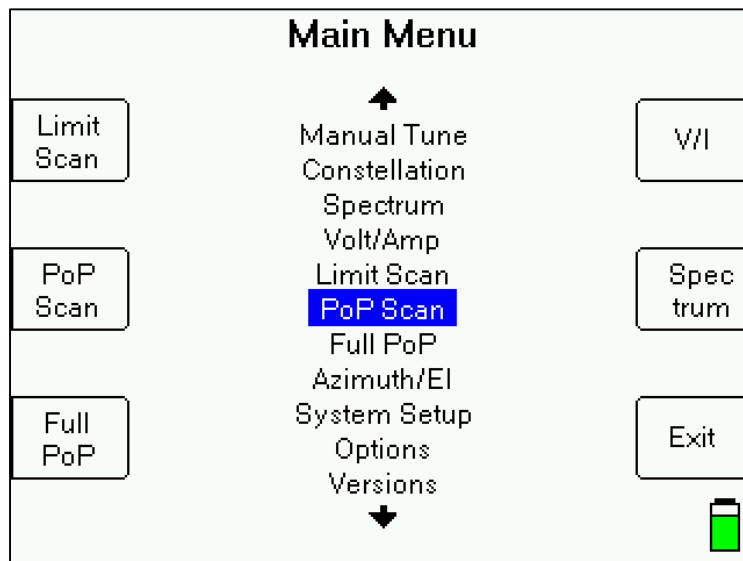 Main Menu
Limit
Scan
PoP
Scan
Full
PoP
Manual Tune
Constellation
Spectrum
Volt/Amp
Limit Scan
PoP Scan
Full PoP
Azimuth/El
System Setup
Options
Versions
V/I
Spec
trum
Exit